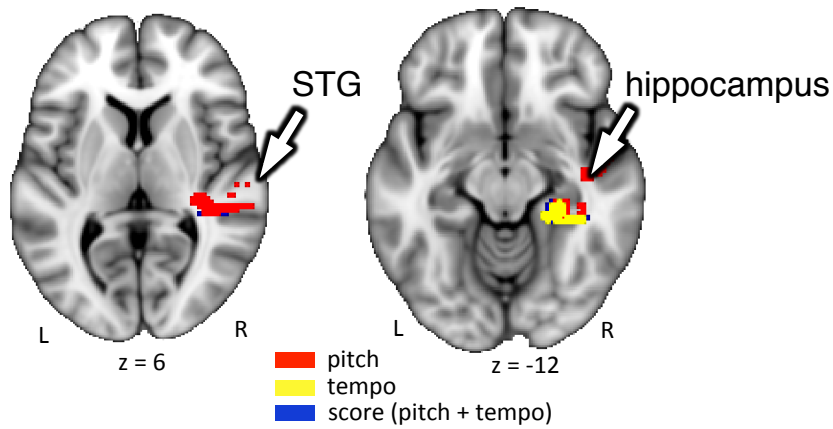 STG
hippocampus
L
R
z = 6
L
R
z = -12
pitch
tempo
score (pitch + tempo)